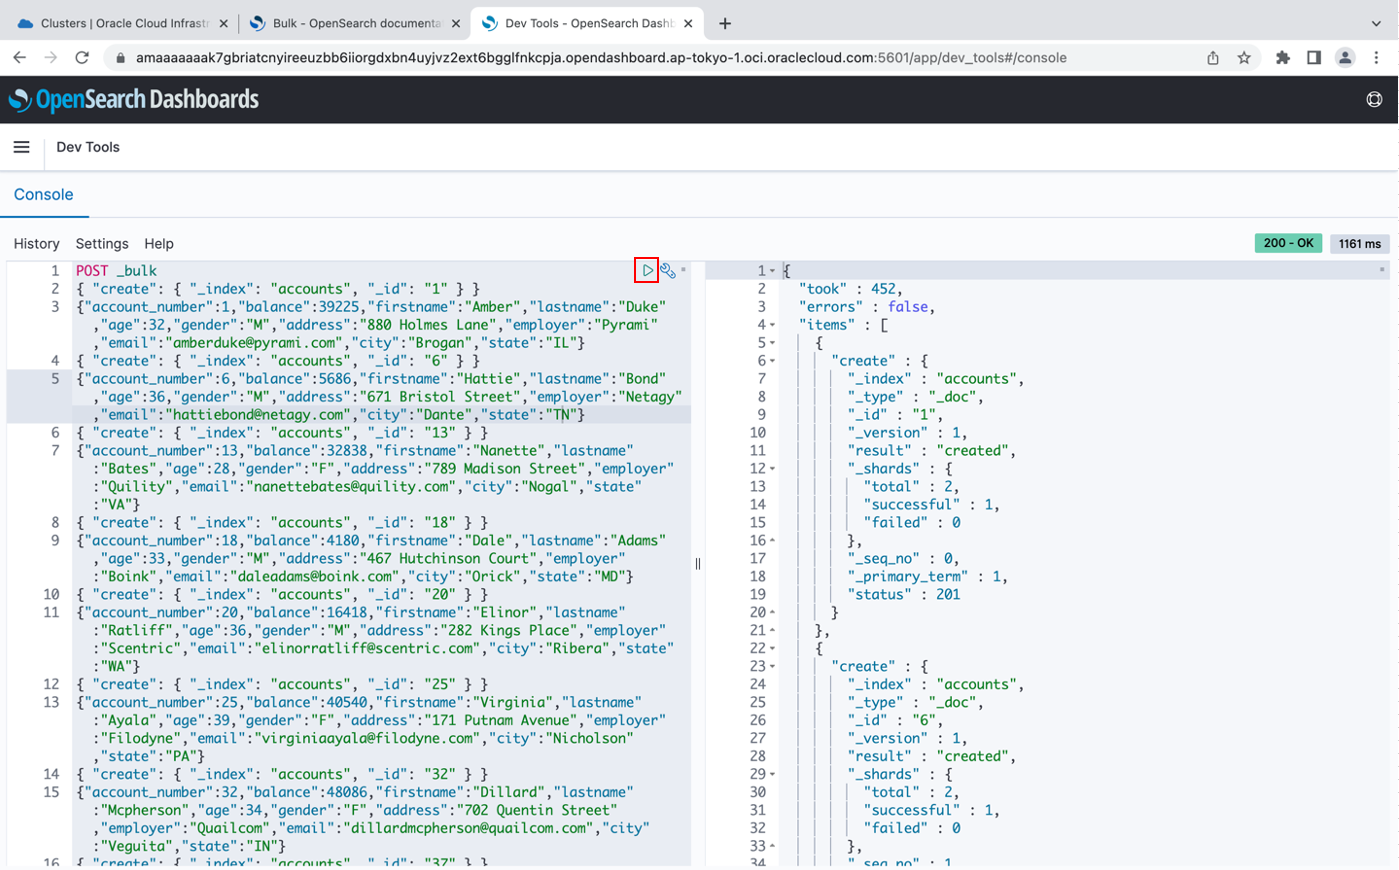 Clusters | Oracle Cloud Infrastr
Bulk - OpenSearch documenta
Dev Tools - OpenSearch Dashb
amaaaaaaak7gbriatcnyireeuzbb6iiorgdxbn4uyjvz2ext6bgglfnkcpja.opendashboard.ap-tokyo-1.oci.oraclecloud.com:5601/app/dev_tools#/console
OpenSearch Dashboards
Dev Tools
Console
History Settings Help
200 - OK 1161 ms
1 POST _bulk
2 { "create": { "_index": "accounts", "_id": "1" } }
3 {"account_number":1,"balance":39225,"firstname":"Amber","lastname":"Duke"
,"age":32,"gender":"M","address":"880 Holmes Lane","employer":"Pyrami"
,"email":"amberduke@pyrami.com","city":"Brogan","state":"IL"}
4 { "create": { "_index": "accounts", "_id": "6" } }
5 {"account_number":6,"balance":5686,"firstname":"Hattie","lastname":"Bond"
,"age":36,"gender":"M","address":"671 Bristol Street","employer":"Netagy"
,"email":"hattiebond@netagy.com","city":"Dante","state":"TN"}
6 { "create": { "_index": "accounts", "_id": "13" } }
7 {"account_number":13,"balance":32838,"firstname":"Nanette","lastname"
:"Bates","age":28,"gender":"F","address":"789 Madison Street","employer"
:"Quility","email":"nanettebates@quility.com","city":"Nogal","state"
:"VA"}
8 { "create": { "_index": "accounts", "_id": "18" } }
9 {"account_number":18,"balance":4180,"firstname":"Dale","lastname":"Adams"
,"age":33,"gender":"M","address":"467 Hutchinson Court","employer"
:"Boink","email":"daleadams@boink.com","city":"Orick","state":"MD"}
10 { "create": { "_index": "accounts", "_id": "20" } }
11 {"account_number":20,"balance":16418,"firstname":"Elinor","lastname"
:"Ratliff","age":36,"gender":"M","address":"282 Kings Place","employer"
:"Scentric","email":"elinorratliff@scentric.com","city":"Ribera","state"
:"WA"}
12 { "create": { "_index": "accounts", "_id": "25" } }
13 {"account_number":25,"balance":40540,"firstname":"Virginia","lastname"
:"Ayala","age":39,"gender":"F","address":"171 Putnam Avenue","employer"
:"Filodyne","email":"virginiaayala@filodyne.com","city":"Nicholson"
,"state":"PA"}
14 { "create": { "_index": "accounts", "_id": "32" } }
15 {"account_number":32,"balance":48086,"firstname":"Dillard","lastname"
:"Mcpherson","age":34,"gender":"F","address":"702 Quentin Street"
,"employer":"Quailcom","email":"dillardmcpherson@quailcom.com","city"
:"Veguita","state":"IN"}
16 { "create": { "_index": "accounts", "_id": "37" } }
1 {
2 "took" : 452,
3 "errors" : false,
4 "items" : [
5 {
6 "create" : {
7 "_index" : "accounts",
8 "_type" : "_doc",
9 "_id" : "1",
10 "_version" : 1,
11 "result" : "created",
12 "_shards" : {
13 "total" : 2,
14 "successful" : 1,
15 "failed" : 0
16 },
17 "_seq_no" : 0,
18 "_primary_term" : 1,
19 "status" : 201
20 }
21 },
22 {
23 "create" : {
24 "_index" : "accounts",
25 "_type" : "_doc",
26 "_id" : "6",
27 "_version" : 1,
28 "result" : "created",
29 "_shards" : {
30 "total" : 2,
31 "successful" : 1,
32 "failed" : 0
33 },
34 "_seq_no" : 1,